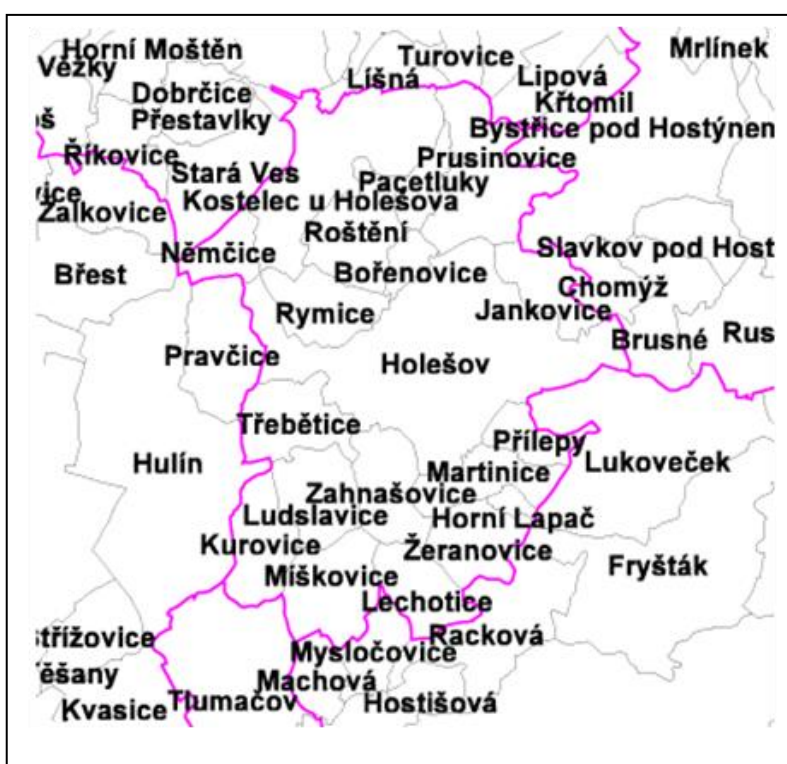 Horní Moštěn
Věžky
Turovice
Mrlínek
Líšná
Lipová
Dobrčice
Křtomil
Přestavlky
Bystřice pod Hostýnem
Říkovice
Prusinovice
Stará Ves
Pacetluky
Kostelec u Holešova
Žalkovice
Roštění
Němčice
Slavkov pod Host
Břest
Bořenovice
Chomýž
Rymice
Jankovice
Brusné
Rus
Pravčice
Holešov
Třebětice
Přílepy
Hulín
Martinice
Lukoveček
Zahnašovice
Ludslavice
Horní Lapač
Kurovice
Žeranovice
Fryšták
Míškovice
Lechotice
střížovice
Racková
Mysločovice
Těšany
Machová
Tlumačov
Hostišová
Kvasice